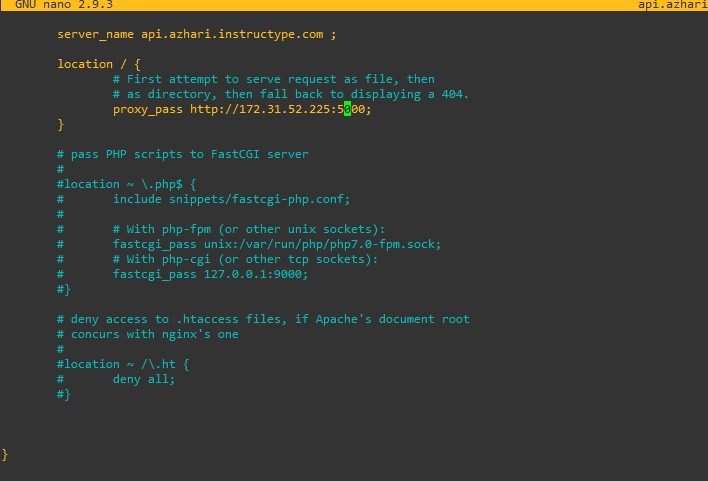 GNU nano 2.9.3 api.azhari
server_name api.azhari.instructype.com ;
location / {
# First attempt to serve request as file, then
# as directory, then fall back to displaying a 404.
proxy_pass http://172.31.52.225:5000;
}
# pass PHP scripts to FastCGI server
#
#location ~ \.php$ {
# include snippets/fastcgi-php.conf;
#
# # With php-fpm (or other unix sockets):
# fastcgi_pass unix:/var/run/php/php7.0-fpm.sock;
# # With php-cgi (or other tcp sockets):
# fastcgi_pass 127.0.0.1:9000;
#}
# deny access to .htaccess files, if Apache's document root
# concurs with nginx's one
#
#location ~ /\.ht {
# deny all;
#}
}